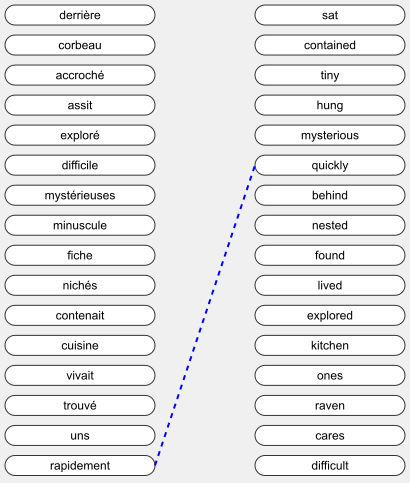 derrière sat
corbeau contained
accroché tiny
assit hung
exploré mysterious
difficile quickly
mystérieuses behind
minuscule nested
fiche found
nichés lived
contenait explored
cuisine kitchen
vivait ones
trouvé raven
uns cares
rapidement difficult